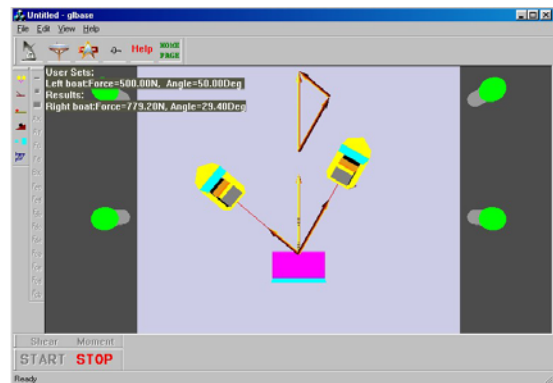 Untitled - glbase
File Edit View Help
Help HOME PAGE
User Sets:
Left boat:Force=500.00N, Angle=50.00Deg
Results:
Right boat:Force=779.20N, Angle=29.40Deg
Shear Moment
START STOP
Ready